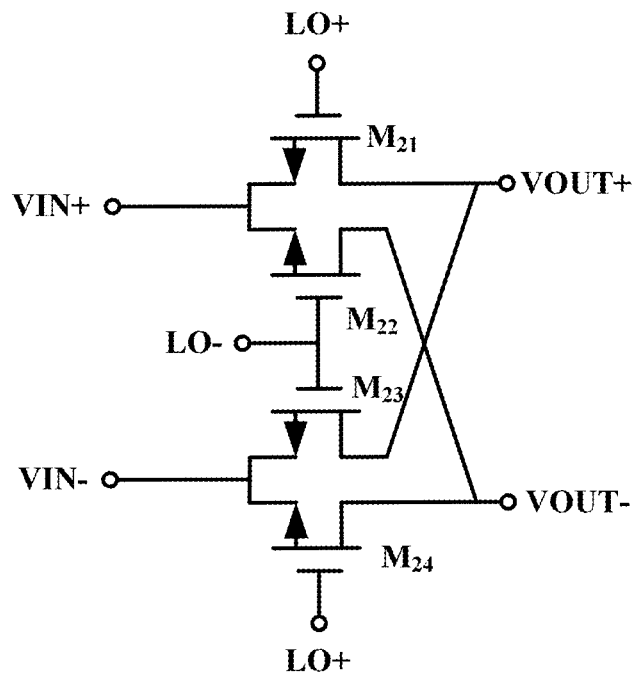 LO+
M21
VIN+
VOUT+
M22
LO-
M23
VIN-
VOUT-
M24
LO+